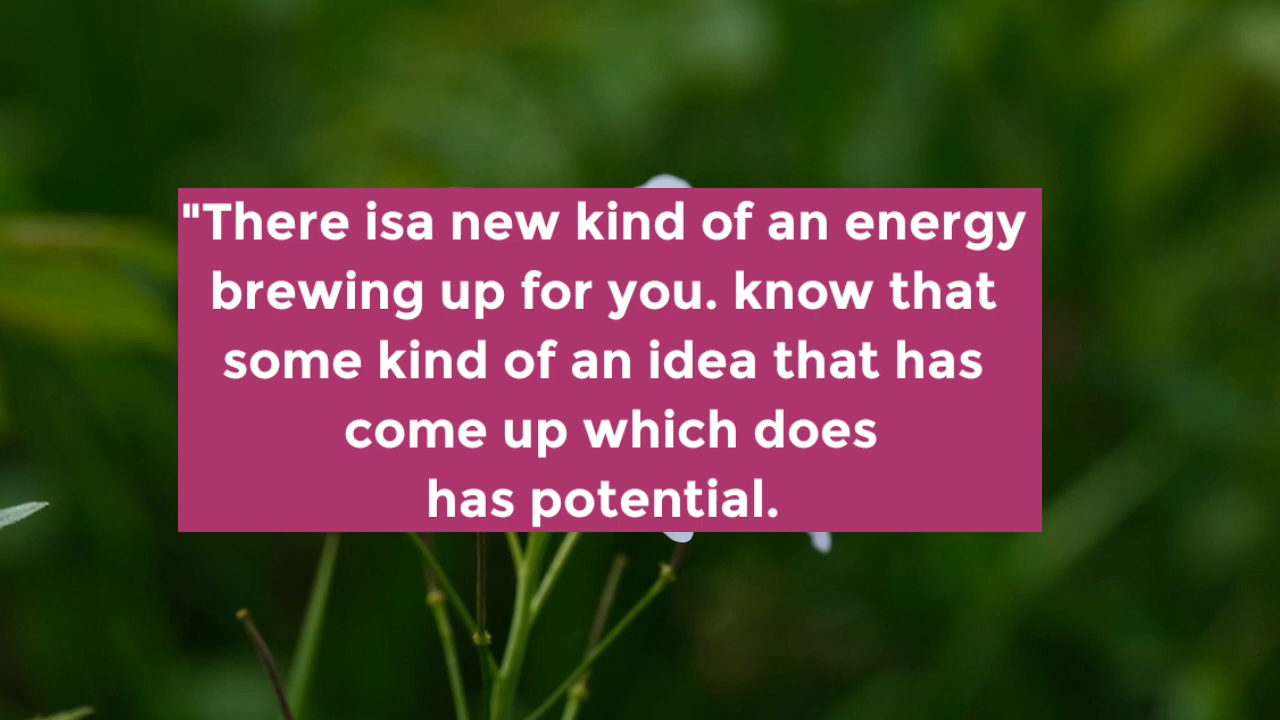 "There isa new kind of an energy
brewing up for you. know that
some kind of an idea that has
come up which does
has potential.